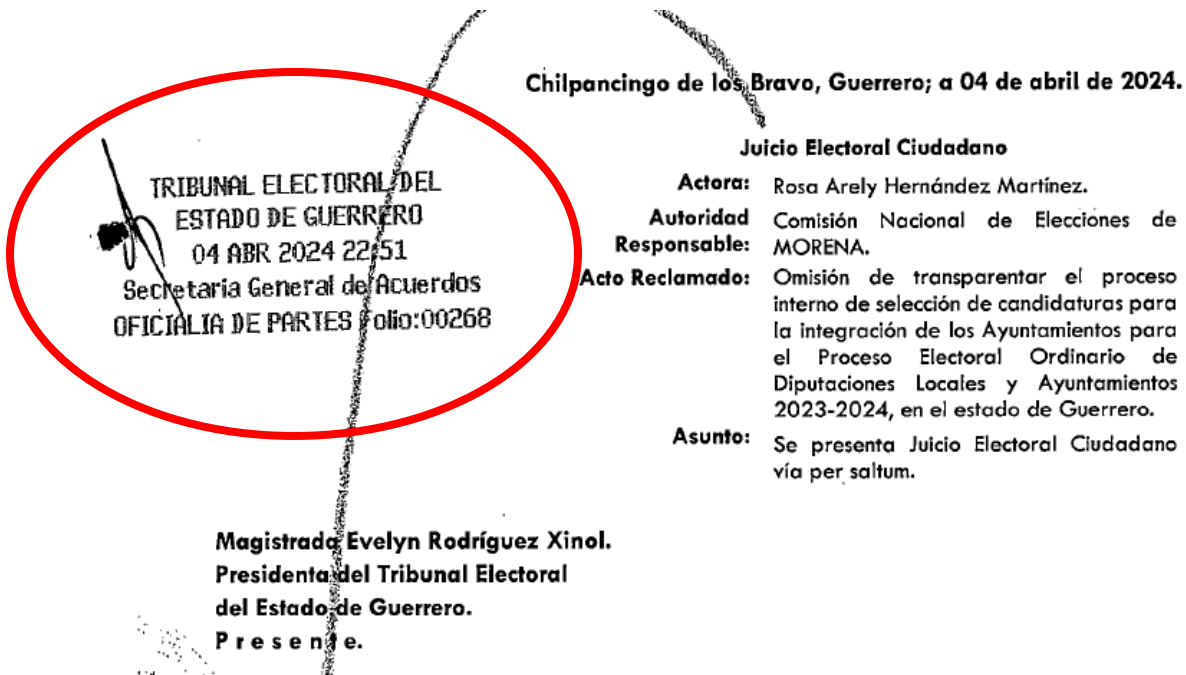 Chilpancingo de los Bravo, Guerrero; a 04 de abril de 2024.
TRIBUNAL ELECTORAL DEL
ESTADO DE GUERRERO
04 ABR 2024 22:51
Secretaria General de Acuerdos
OFICIALIA DE PARTES Folio:00268
Juicio Electoral Ciudadano
Actora: Rosa Arely Hernández Martínez.
Autoridad Responsable: Comisión Nacional de Elecciones de
MORENA.
Acto Reclamado: Omisión de transparentar el proceso
interno de selección de candidaturas para
la integración de los Ayuntamientos para
el Proceso Electoral Ordinario de
Diputaciones Locales y Ayuntamientos
2023-2024, en el estado de Guerrero.
Asunto: Se presenta Juicio Electoral Ciudadano
vía per saltum.
Magistrada Evelyn Rodríguez Xinol.
Presidenta del Tribunal Electoral
del Estado de Guerrero.
P r e s e n t e.